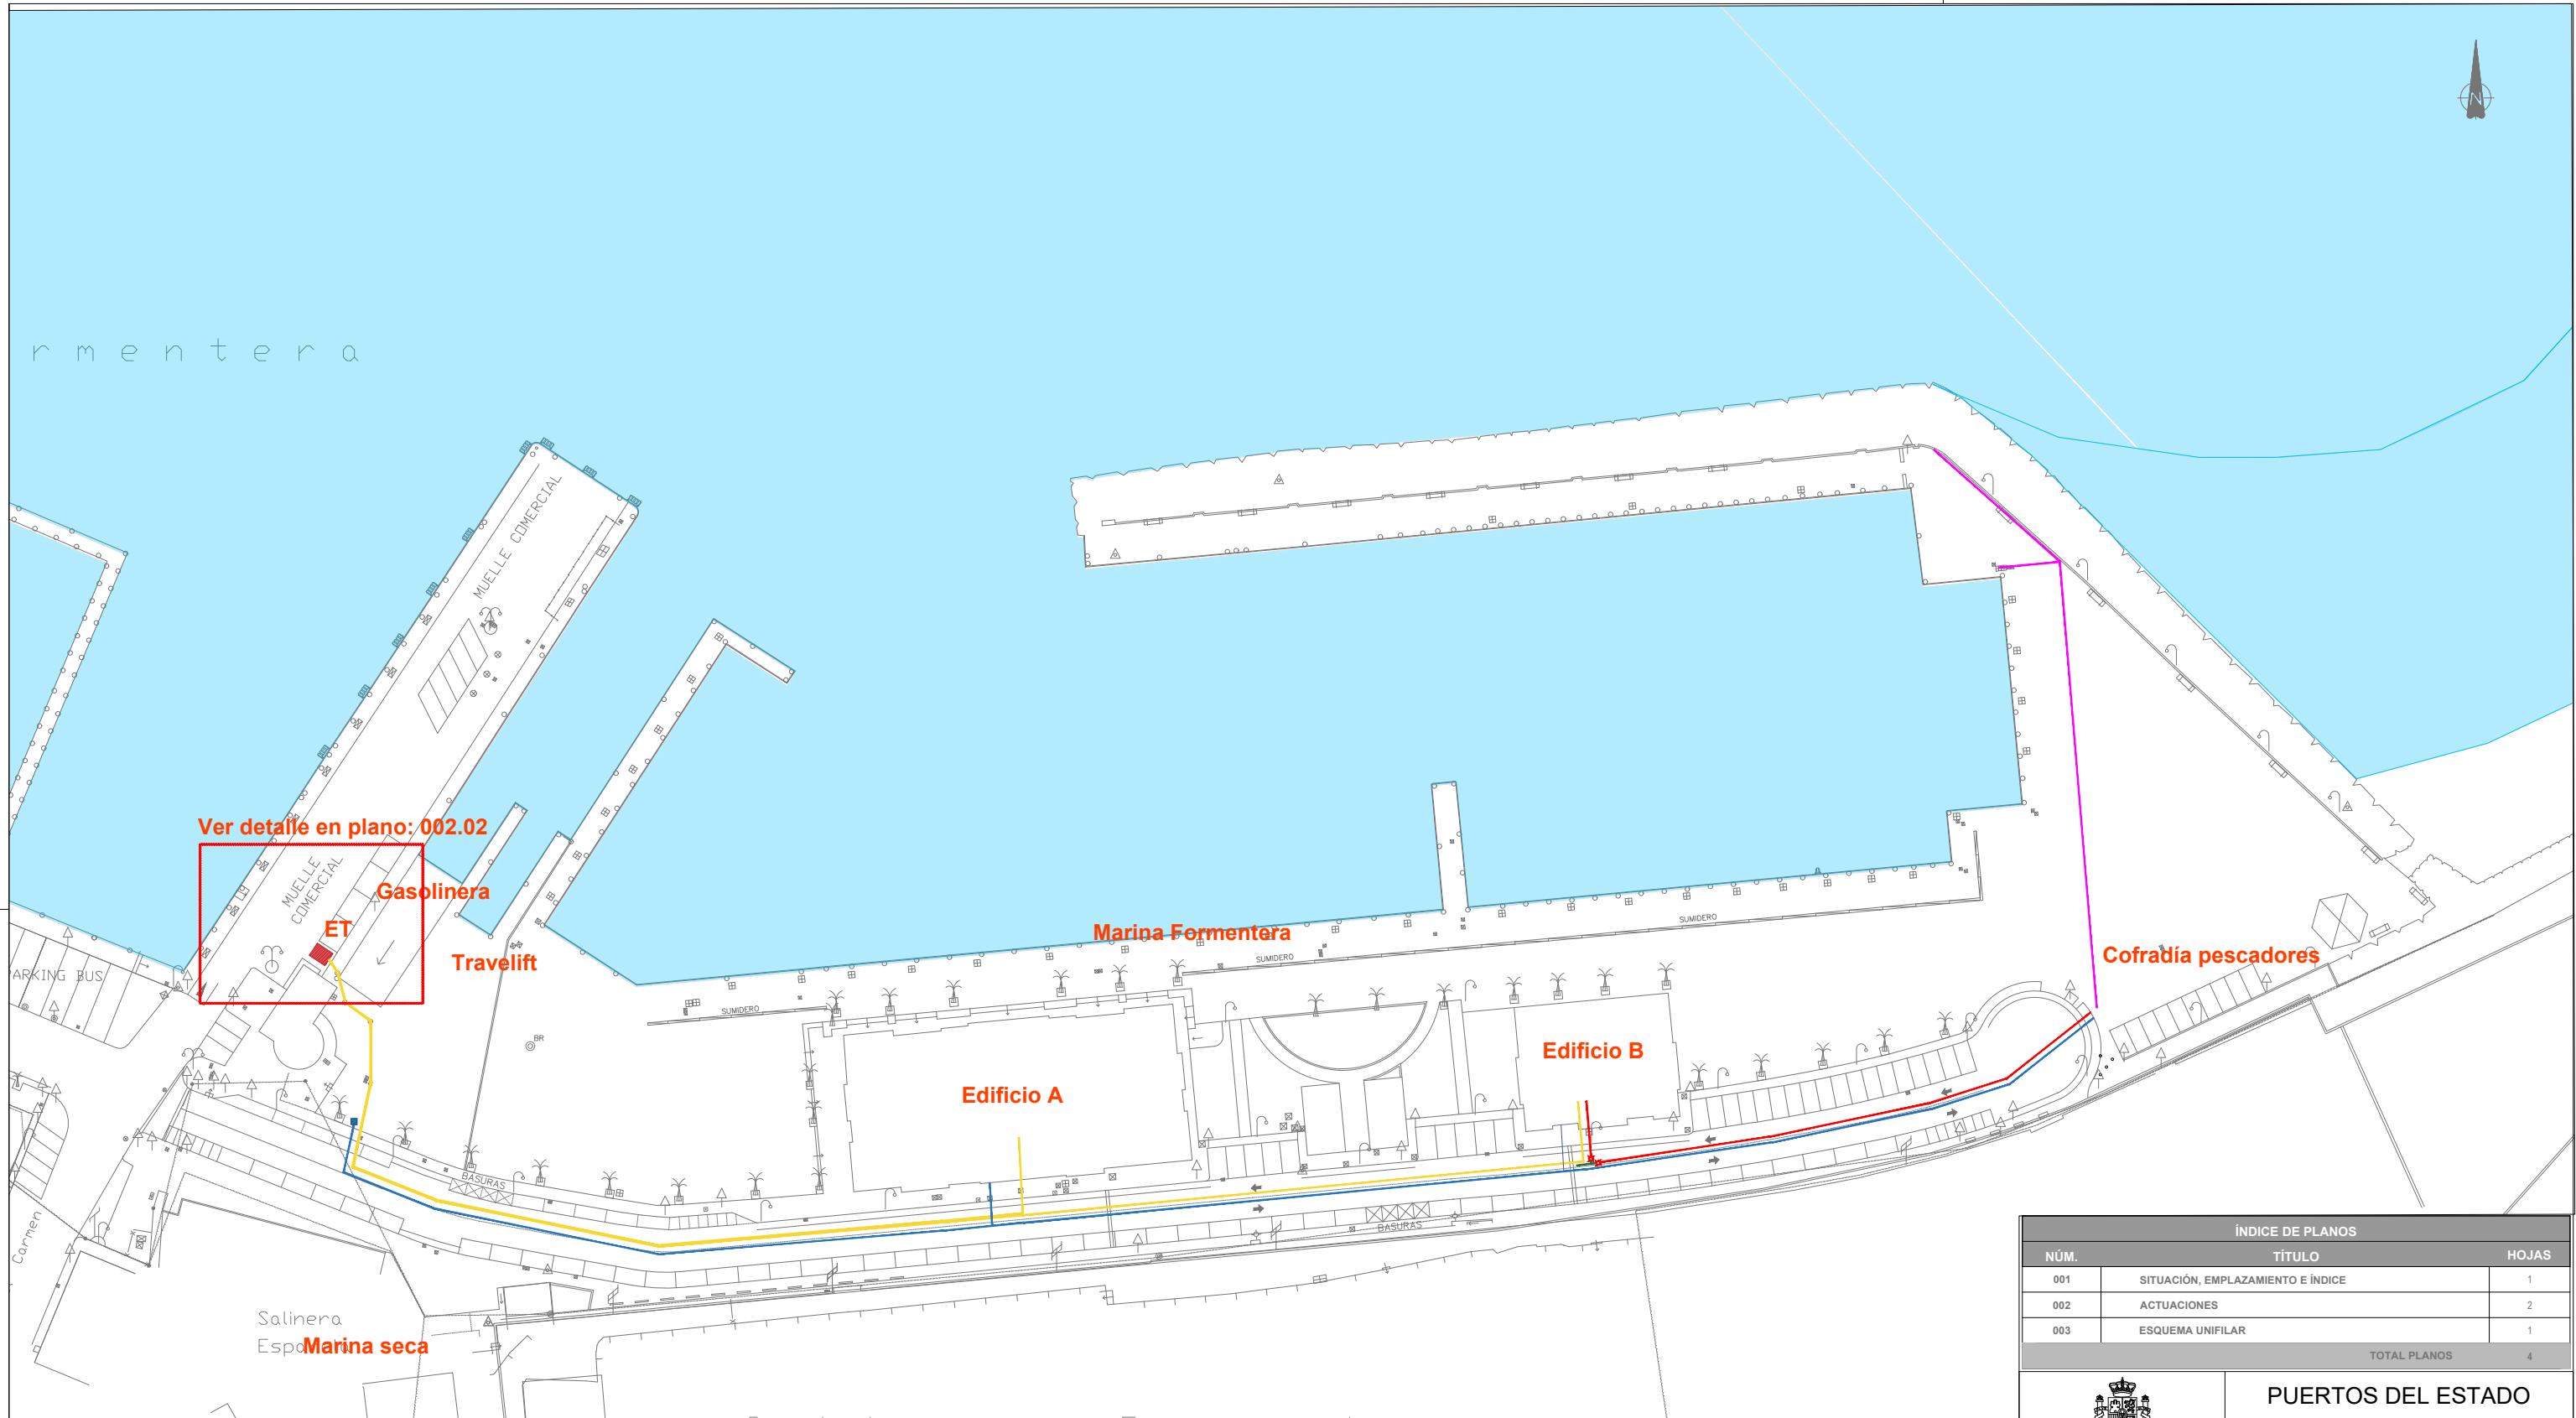 N
r m e n t e r a
MUELLE COMERCIAL
Ver detalle en plano: 002.02
MUELLE
COMERCIAL
Gasolinera
ET
Travelift
Marina Formentera
SUMIDERO
SUMIDERO
SUMIDERO
Cofradía pescadores
ARKING BUS
BR
Edificio A
Edificio B
BASURAS
BASURAS
Carmen
Salinera
Marina seca
ÍNDICE DE PLANOS
NÚM. TÍTULO HOJAS
001 SITUACIÓN, EMPLAZAMIENTO E ÍNDICE 1
002 ACTUACIONES 2
003 ESQUEMA UNIFILAR 1
TOTAL PLANOS 4
PUERTOS DEL ESTADO